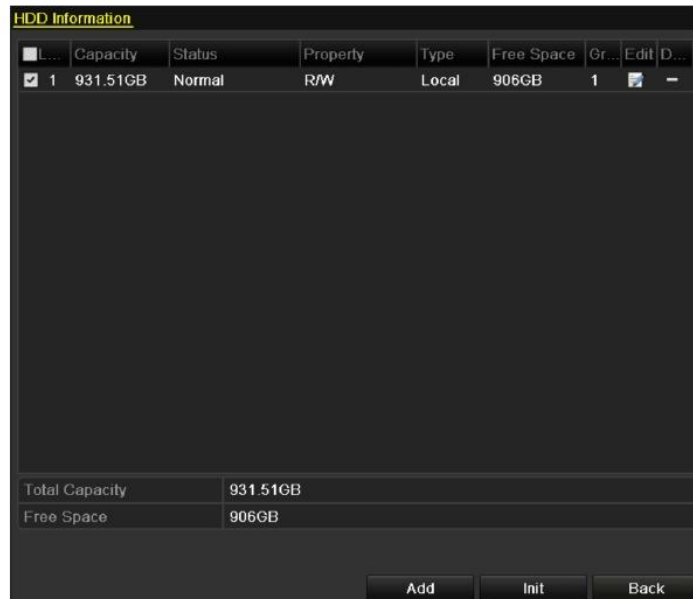 HDD Information
L... Capacity Status Property Type Free Space Gr... Edit D...
1 931.51GB Normal R/W Local 906GB 1 –
Total Capacity 931.51GB
Free Space 906GB
Add Init Back